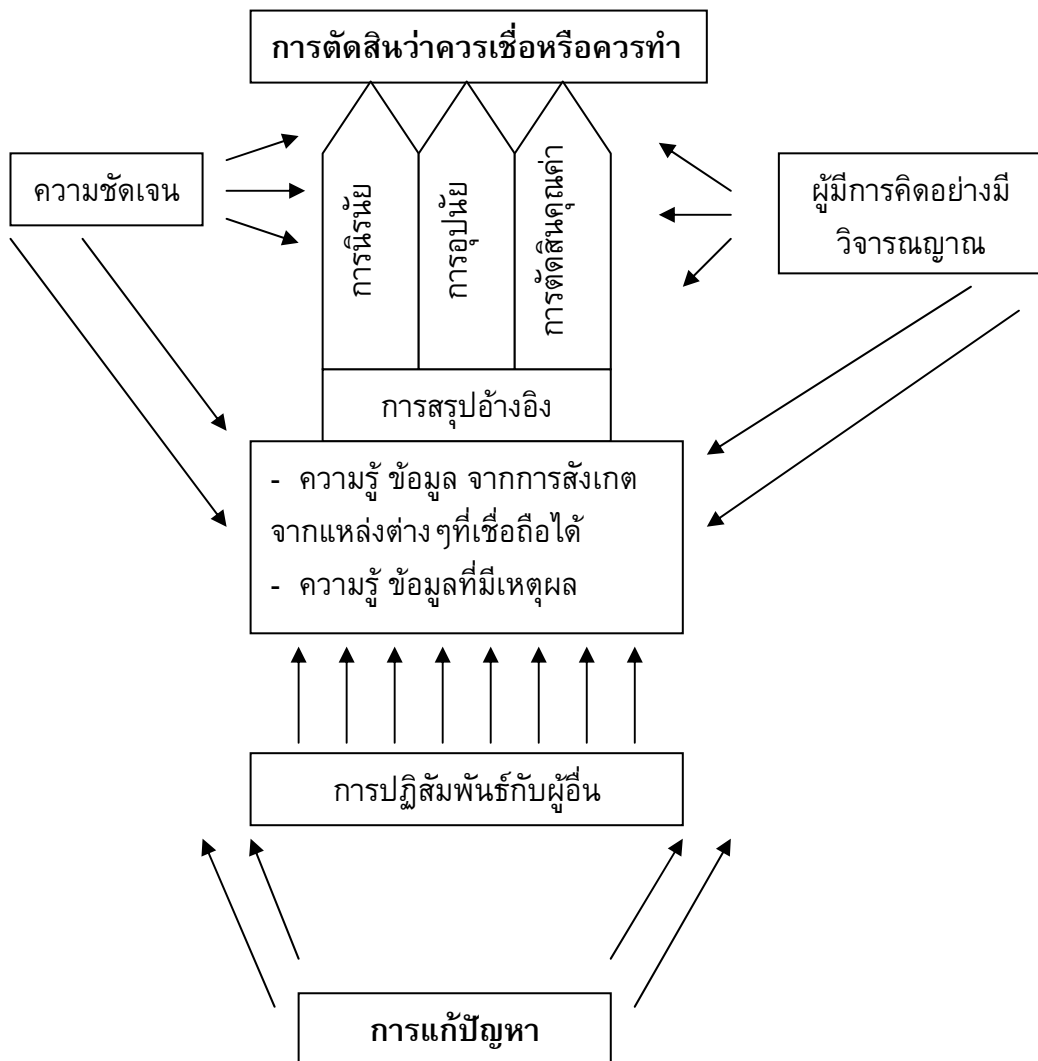 การตัดสินว่าควรเชื่อหรือควรทำ
ความชัดเจน
การนิรนัย
การอุปนัย
การตัดสินคุณค่า
ผู้มีการคิดอย่างมี
วิจารณญาณ
การสรุปอ้างอิง
- ความรู้ ข้อมูล จากการสังเกต
จากแหล่งต่างๆที่เชื่อถือได้
- ความรู้ ข้อมูลที่มีเหตุผล
การปฏิสัมพันธ์กับผู้อื่น
การแก้ปัญหา